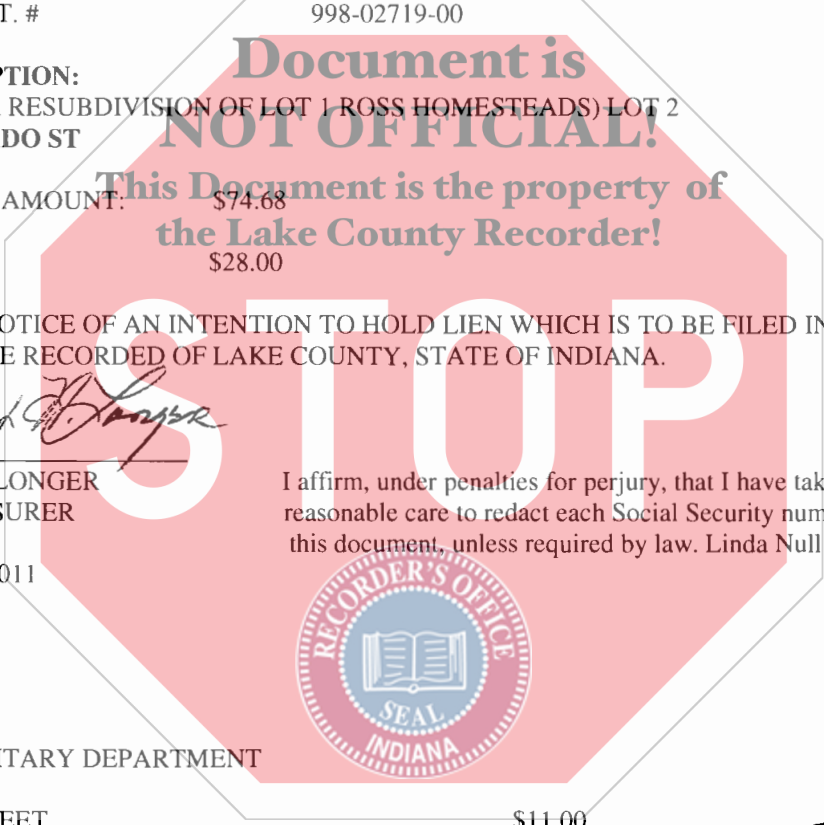 T. # 998-02719-00
Document is
PTION:
RESUBDIVISION OF LOT 1 ROSS HOMESTEADS) LOT 2
NOT OFFICIAL!
DO ST
This Document is the property of
AMOUNT: $74.68
the Lake County Recorder!
$28.00
STOP
OTICE OF AN INTENTION TO HOLD LIEN WHICH IS TO BE FILED IN
E RECORDED OF LAKE COUNTY, STATE OF INDIANA.
LONGER
SURER
I affirm, under penalties for perjury, that I have tak
reasonable care to redact each Social Security num
this document, unless required by law. Linda Null
011
RECORDER'S OFFICE
SEAL
INDIANA
ITARY DEPARTMENT
EET $11.00